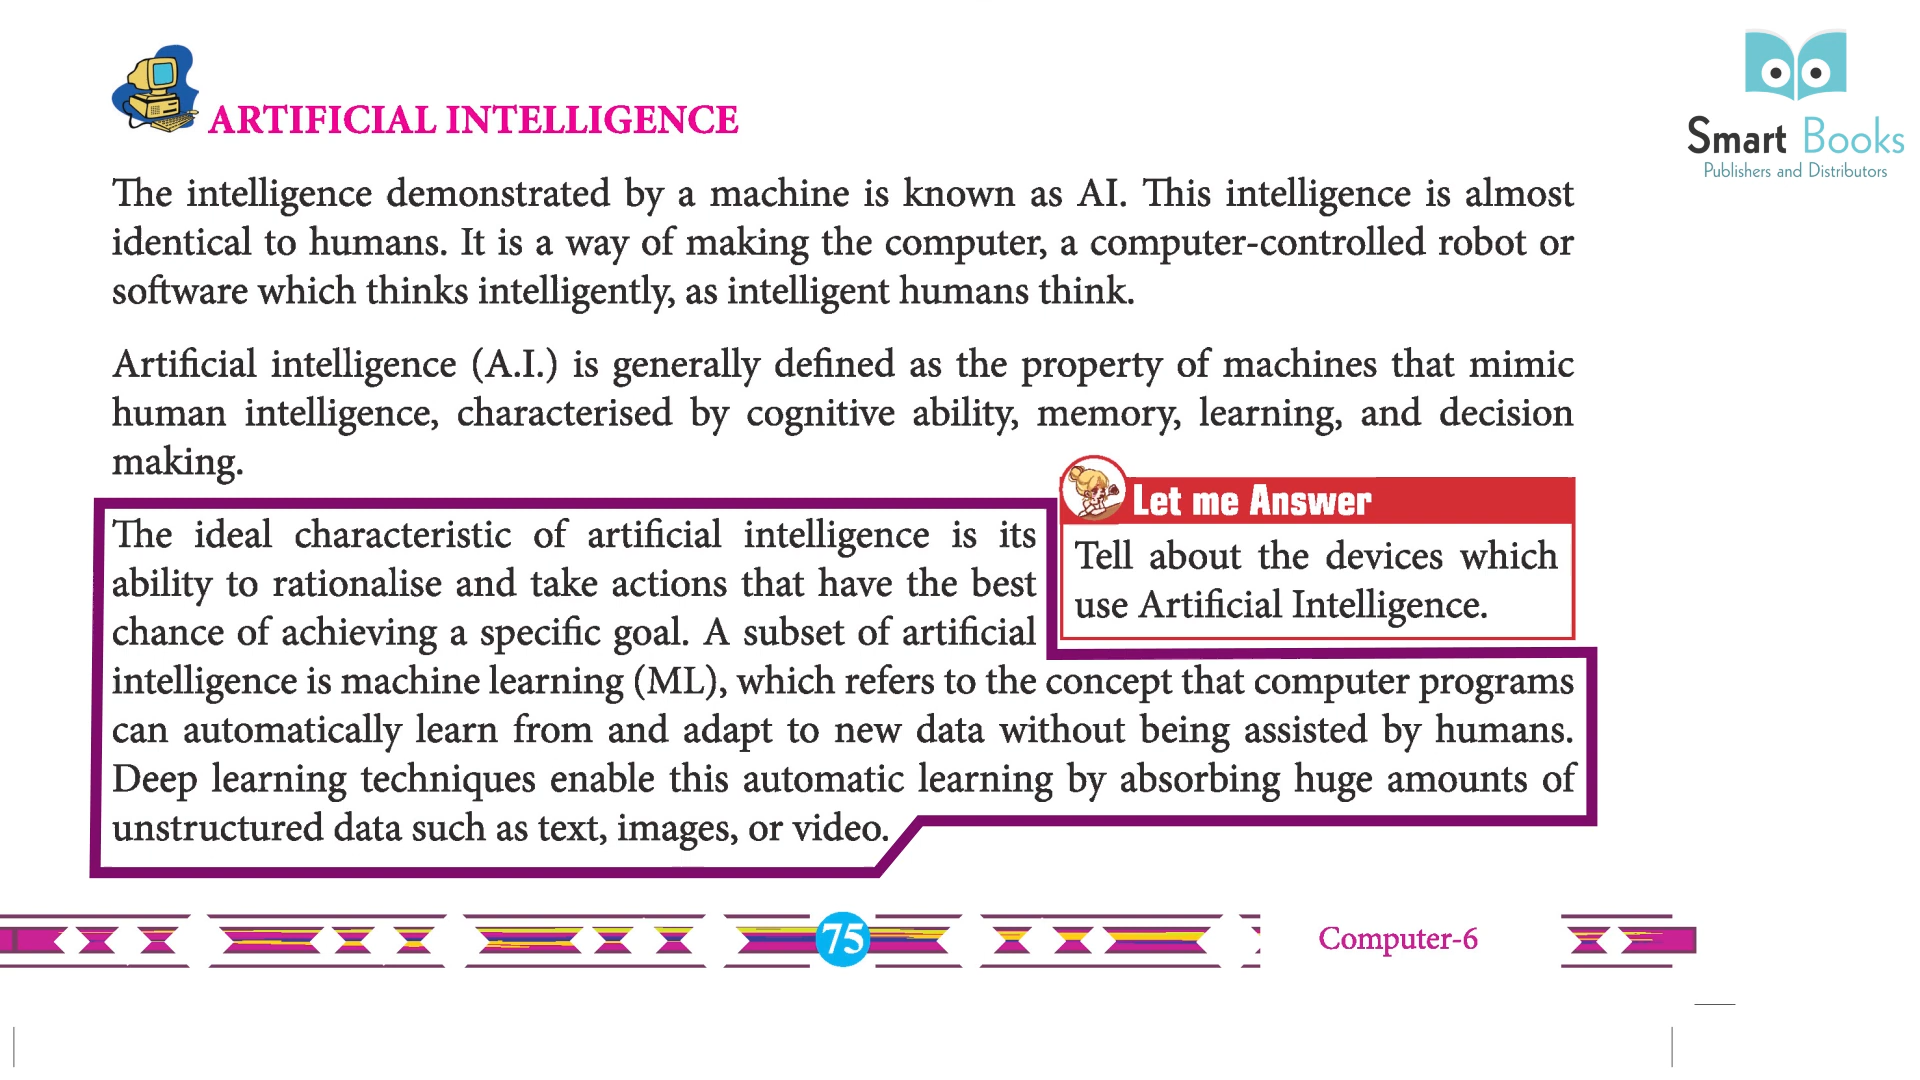 ARTIFICIAL INTELLIGENCE
Smart Books
Publishers and Distributors
The intelligence demonstrated by a machine is known as AI. This intelligence is almost
identical to humans. It is a way of making the computer, a computer-controlled robot or
software which thinks intelligently, as intelligent humans think.
Artificial intelligence (A.I.) is generally defined as the property of machines that mimic
human intelligence, characterised by cognitive ability, memory, learning, and decision
making.
The ideal characteristic of artificial intelligence is its
ability to rationalise and take actions that have the best
chance of achieving a specific goal. A subset of artificial
intelligence is machine learning (ML), which refers to the concept that computer programs
can automatically learn from and adapt to new data without being assisted by humans.
Deep learning techniques enable this automatic learning by absorbing huge amounts of
unstructured data such as text, images, or video.
Let me Answer
Tell about the devices which
use Artificial Intelligence.
75
Computer-6